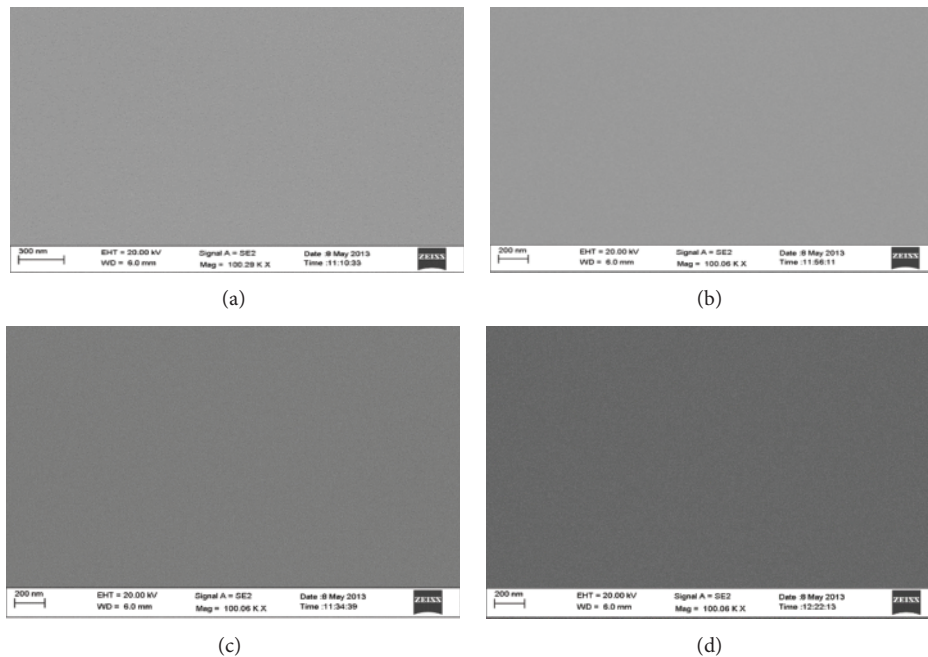 300 nm
EHT = 20.00 kV
WD = 6.0 mm
Signal A = SE2
Mag = 100.29 K X
Date :8 May 2013
Time :11:10:33
ZEISS
(a)
200 nm
EHT = 20.00 kV
WD = 6.0 mm
Signal A = SE2
Mag = 100.06 K X
Date :8 May 2013
Time :11:56:11
ZEISS
(b)
200 nm
EHT = 20.00 kV
WD = 6.0 mm
Signal A = SE2
Mag = 100.06 K X
Date :8 May 2013
Time :11:34:39
ZEISS
(c)
200 nm
EHT = 20.00 kV
WD = 6.0 mm
Signal A = SE2
Mag = 100.06 K X
Date :8 May 2013
Time :12:22:13
ZEISS
(d)